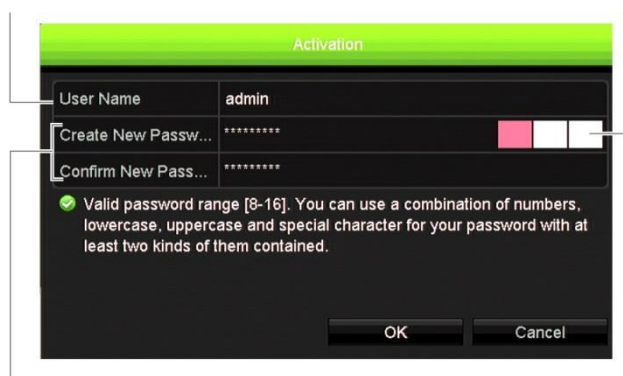 Activation
User Name admin
Create New Passw... *********
Confirm New Pass... *********
Valid password range [8-16]. You can use a combination of numbers,
lowercase, uppercase and special character for your password with at
least two kinds of them contained.
OK Cancel